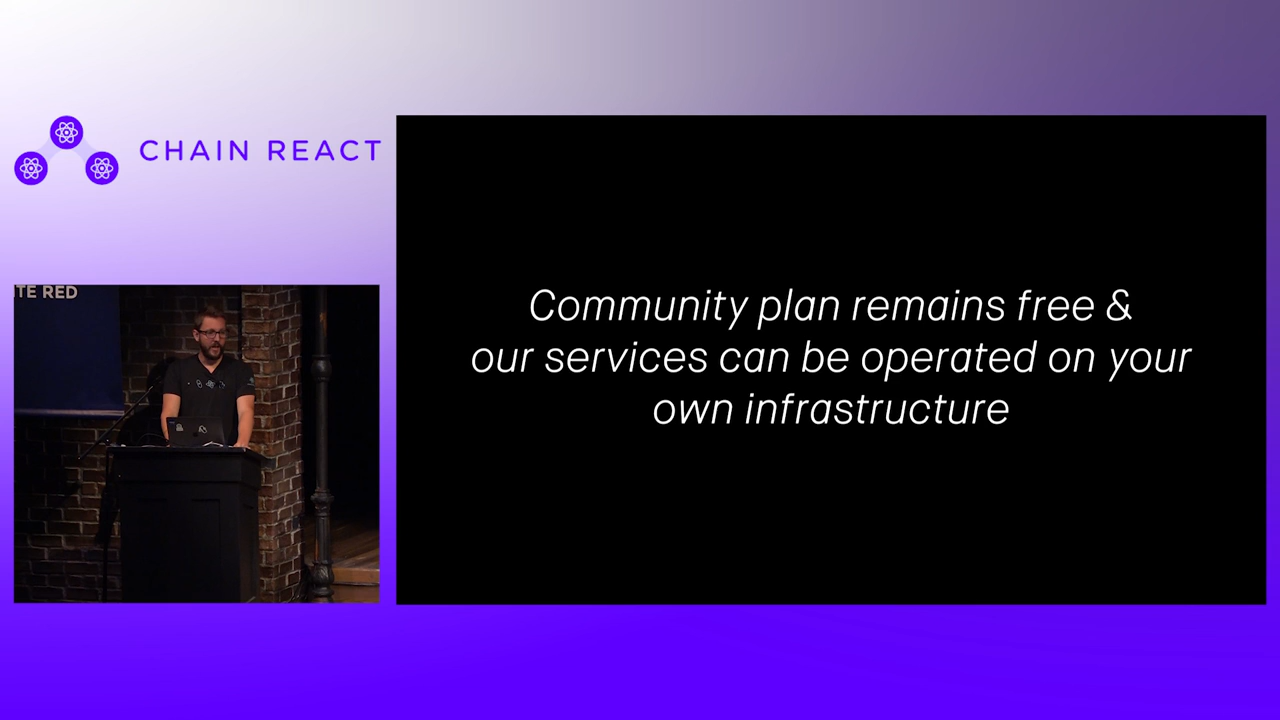 CHAIN REACT
TE RED
Community plan remains free &
our services can be operated on your
own infrastructure